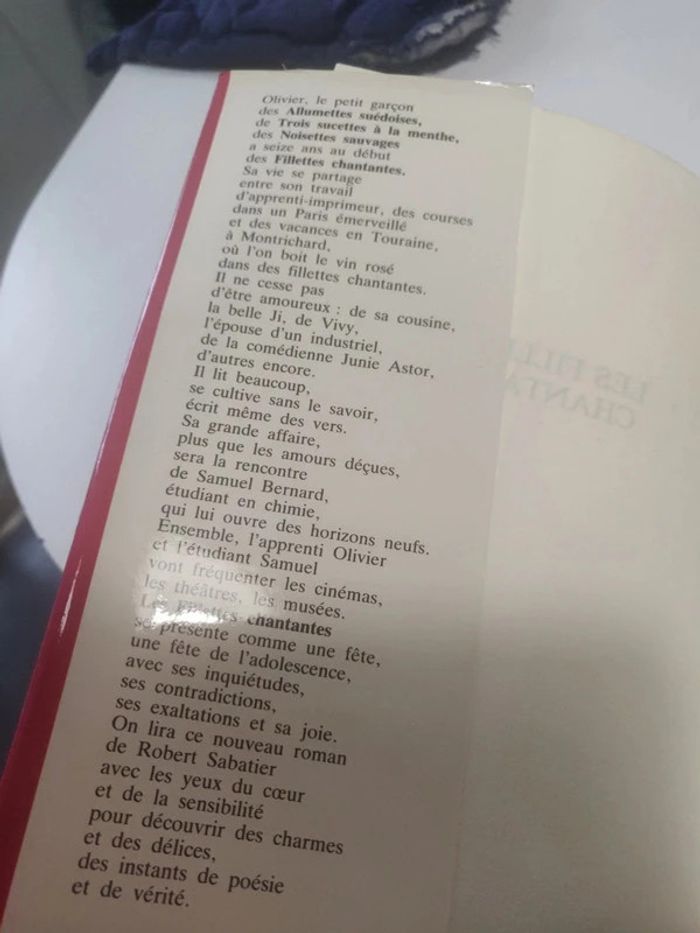 Olivier, le petit garçon
des Allumettes suédoises,
de Trois sucettes à la menthe,
des Noisettes sauvages
a seize ans au début
des Fillettes chantantes.
Sa vie se partage
entre son travail
d'apprenti-imprimeur, des courses
dans un Paris émerveillé
et des vacances en Touraine,
à Montrichard,
où l'on boit le vin rosé
dans des fillettes chantantes.
Il ne cesse pas
d'être amoureux : de sa cousine,
la belle Ji, de Vivy,
l'épouse d'un industriel,
de la comédienne Junie Astor,
d'autres encore.
Il lit beaucoup,
se cultive sans le savoir,
écrit même des vers.
Sa grande affaire,
plus que les amours déçues,
sera la rencontre
de Samuel Bernard,
étudiant en chimie,
qui lui ouvre des horizons neufs.
Ensemble, l'apprenti Olivier
et l'étudiant Samuel
vont fréquenter les cinémas,
les théâtres, les musées.
Les Fillettes chantantes
se présente comme une fête,
une fête de l'adolescence,
avec ses inquiétudes,
ses contradictions,
ses exaltations et sa joie.
On lira ce nouveau roman
de Robert Sabatier
avec les yeux du cœur
et de la sensibilité
pour découvrir des charmes
et des délices,
des instants de poésie
et de vérité.
LES FILL
CHANTA